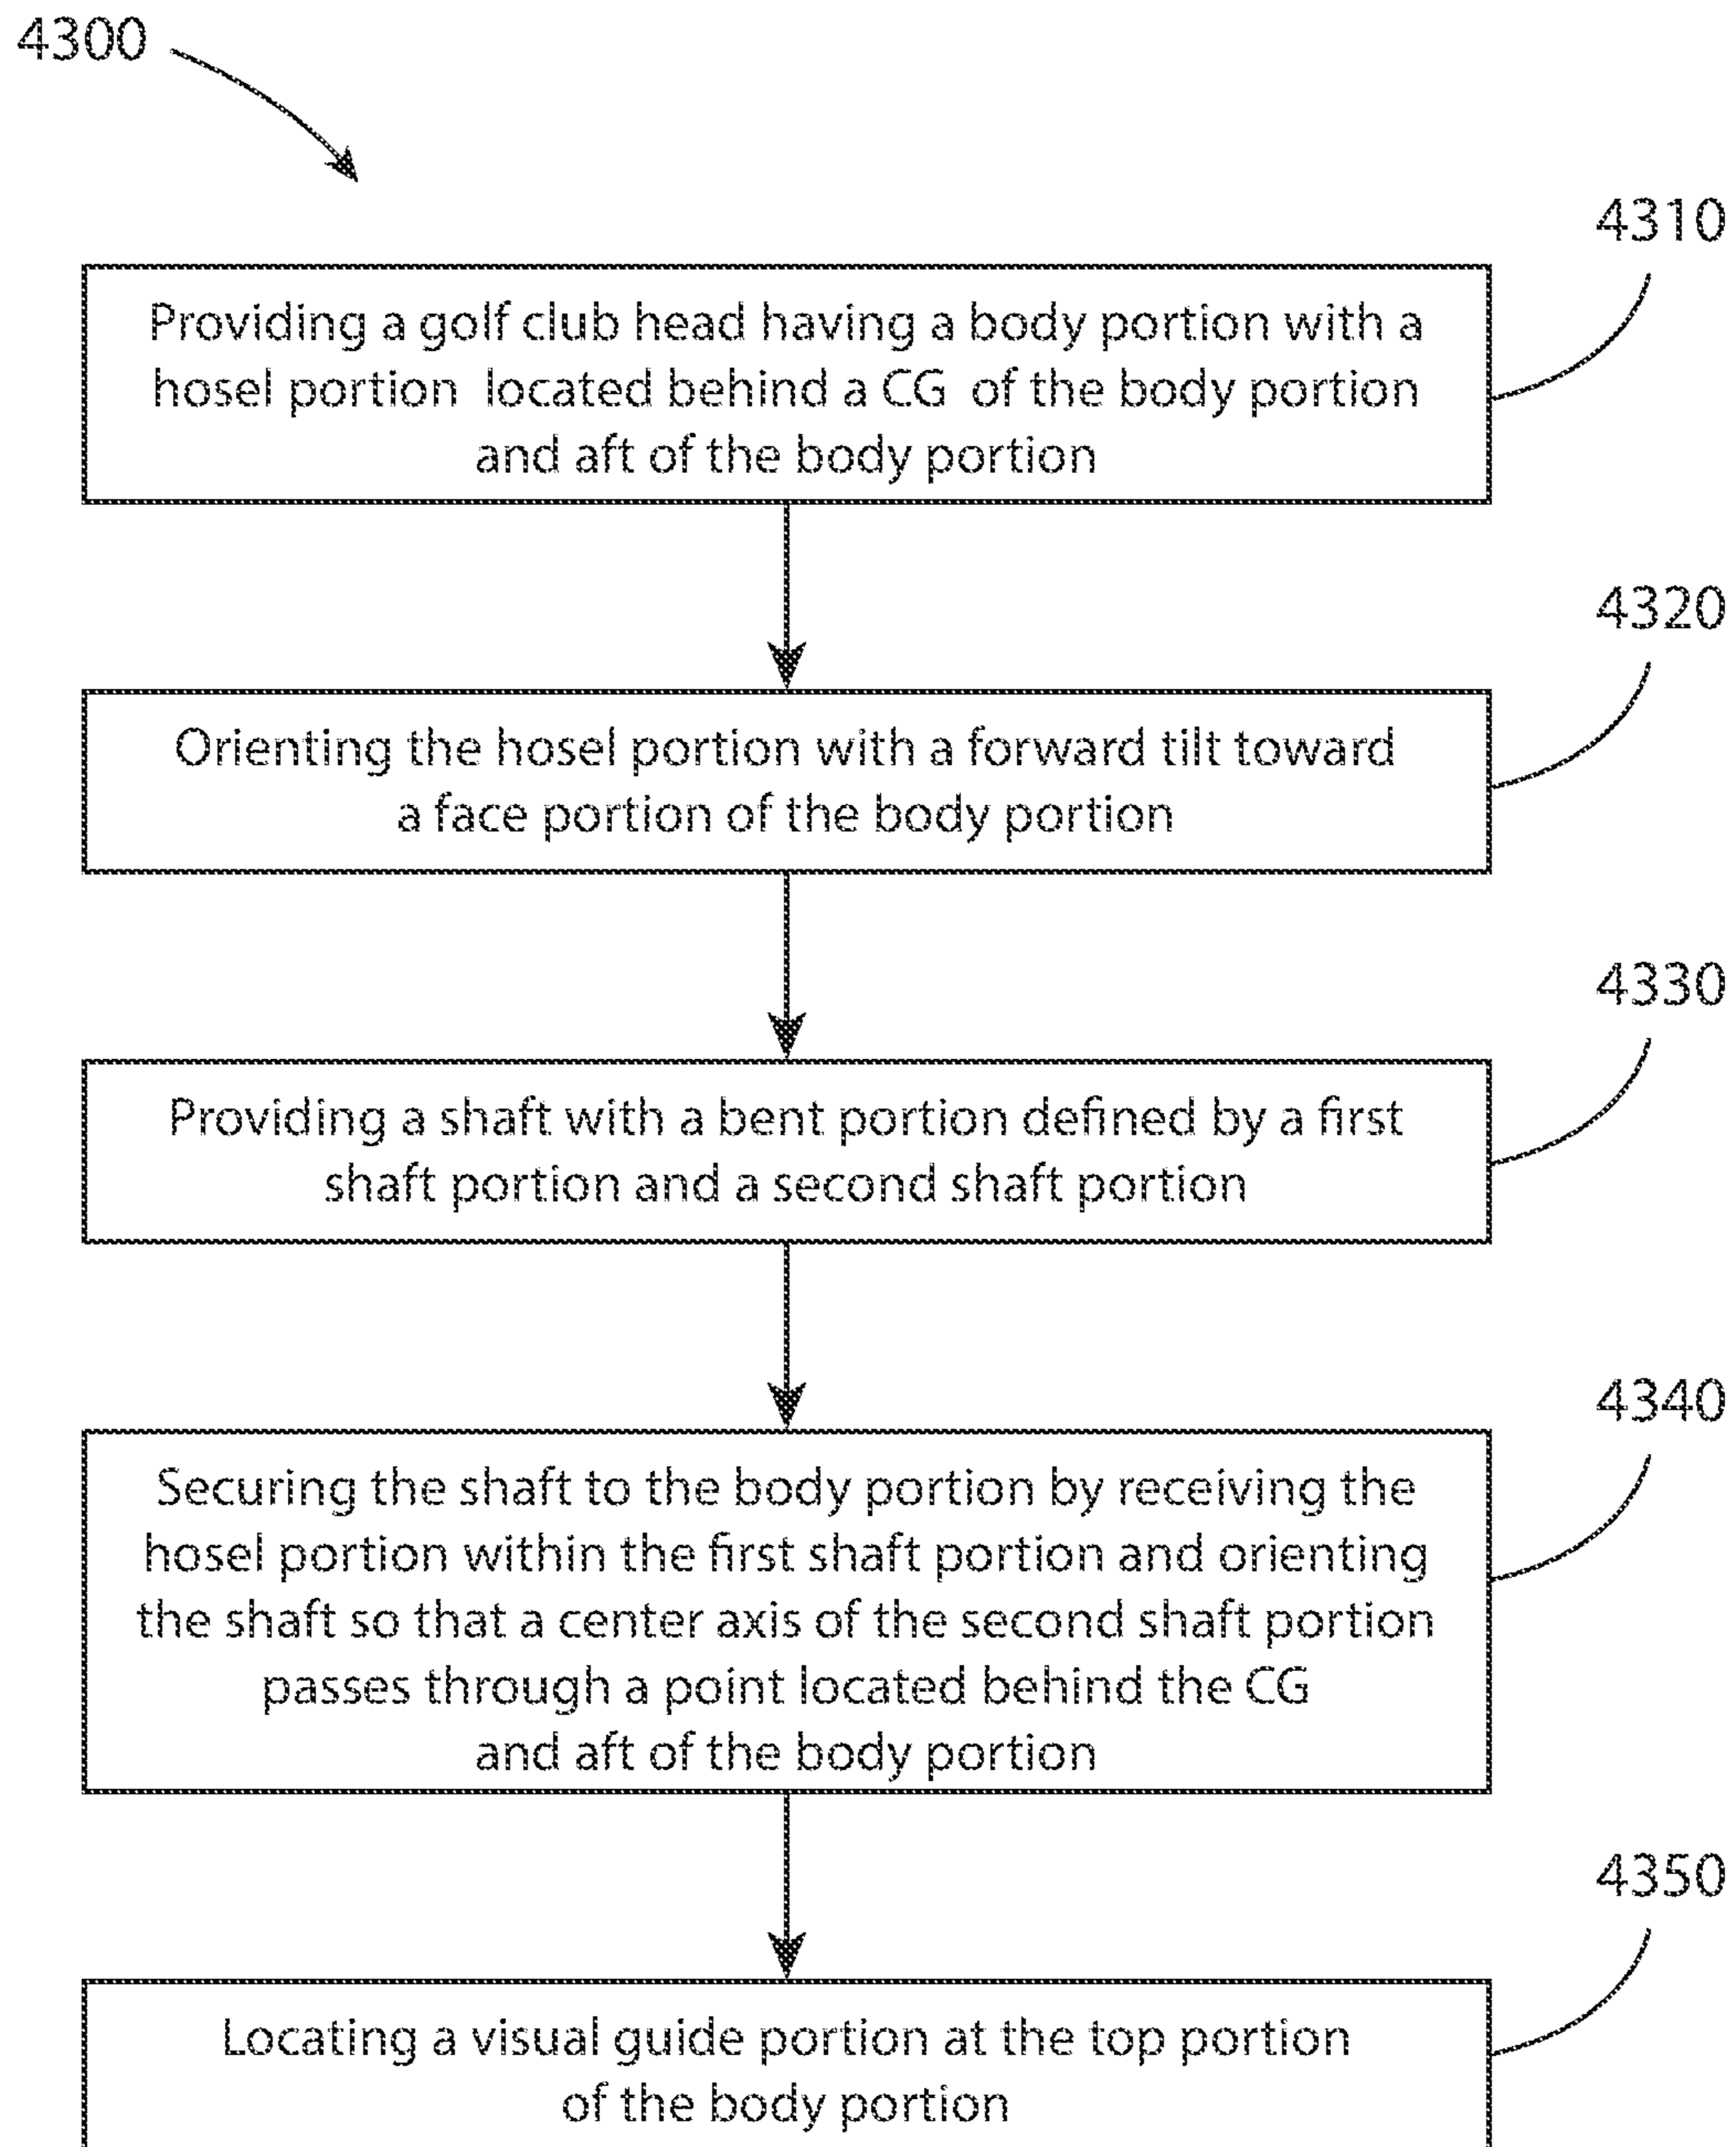 4300
4310
Providing a golf club head having a body portion with a
hosel portion located behind a CG of the body portion
and aft of the body portion
4320
Orienting the hosel portion with a forward tilt toward
a face portion of the body portion
4330
Providing a shaft with a bent portion defined by a first
shaft portion and a second shaft portion
4340
Securing the shaft to the body portion by receiving the
hosel portion within the first shaft portion and orienting
the shaft so that a center axis of the second shaft portion
passes through a point located behind the CG
and aft of the body portion
4350
Locating a visual guide portion at the top portion
of the body portion